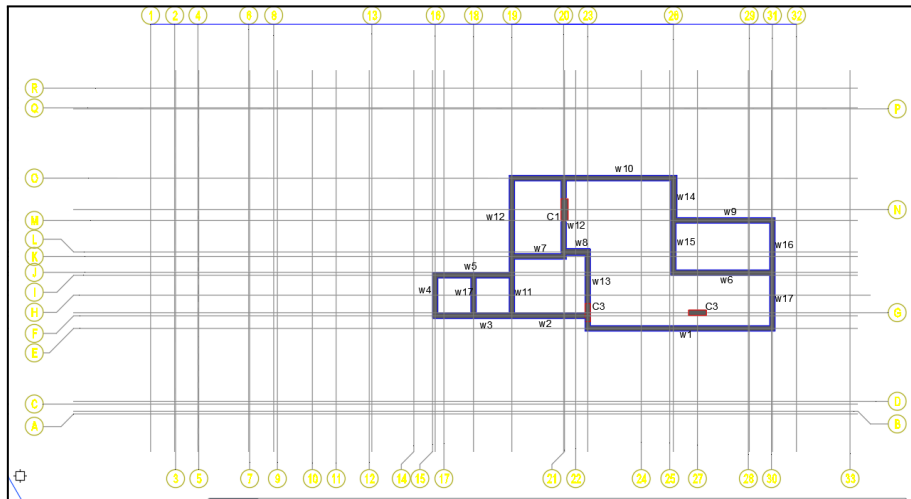 1 2 4 6 8 13 16 18 19 20 23 25 29 31 32
R
Q P
O
w10
w14
N
w12 C1 w9
M
w12
L
w8 w15 w16
K
w7
J
w5
I
w6
w4 w17 w11 w13 w17
H
C3 C3
G
w3 w2
F
w1
E
C D
A B
3 5 7 9 10 11 12 14 15 17 21 22 24 26 27 28 30 33